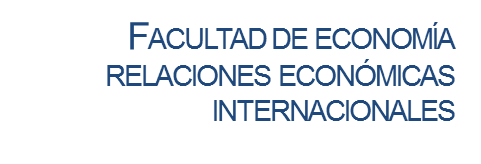 FACULTAD DE ECONOMÍA
RELACIONES ECONÓMICAS
INTERNACIONALES